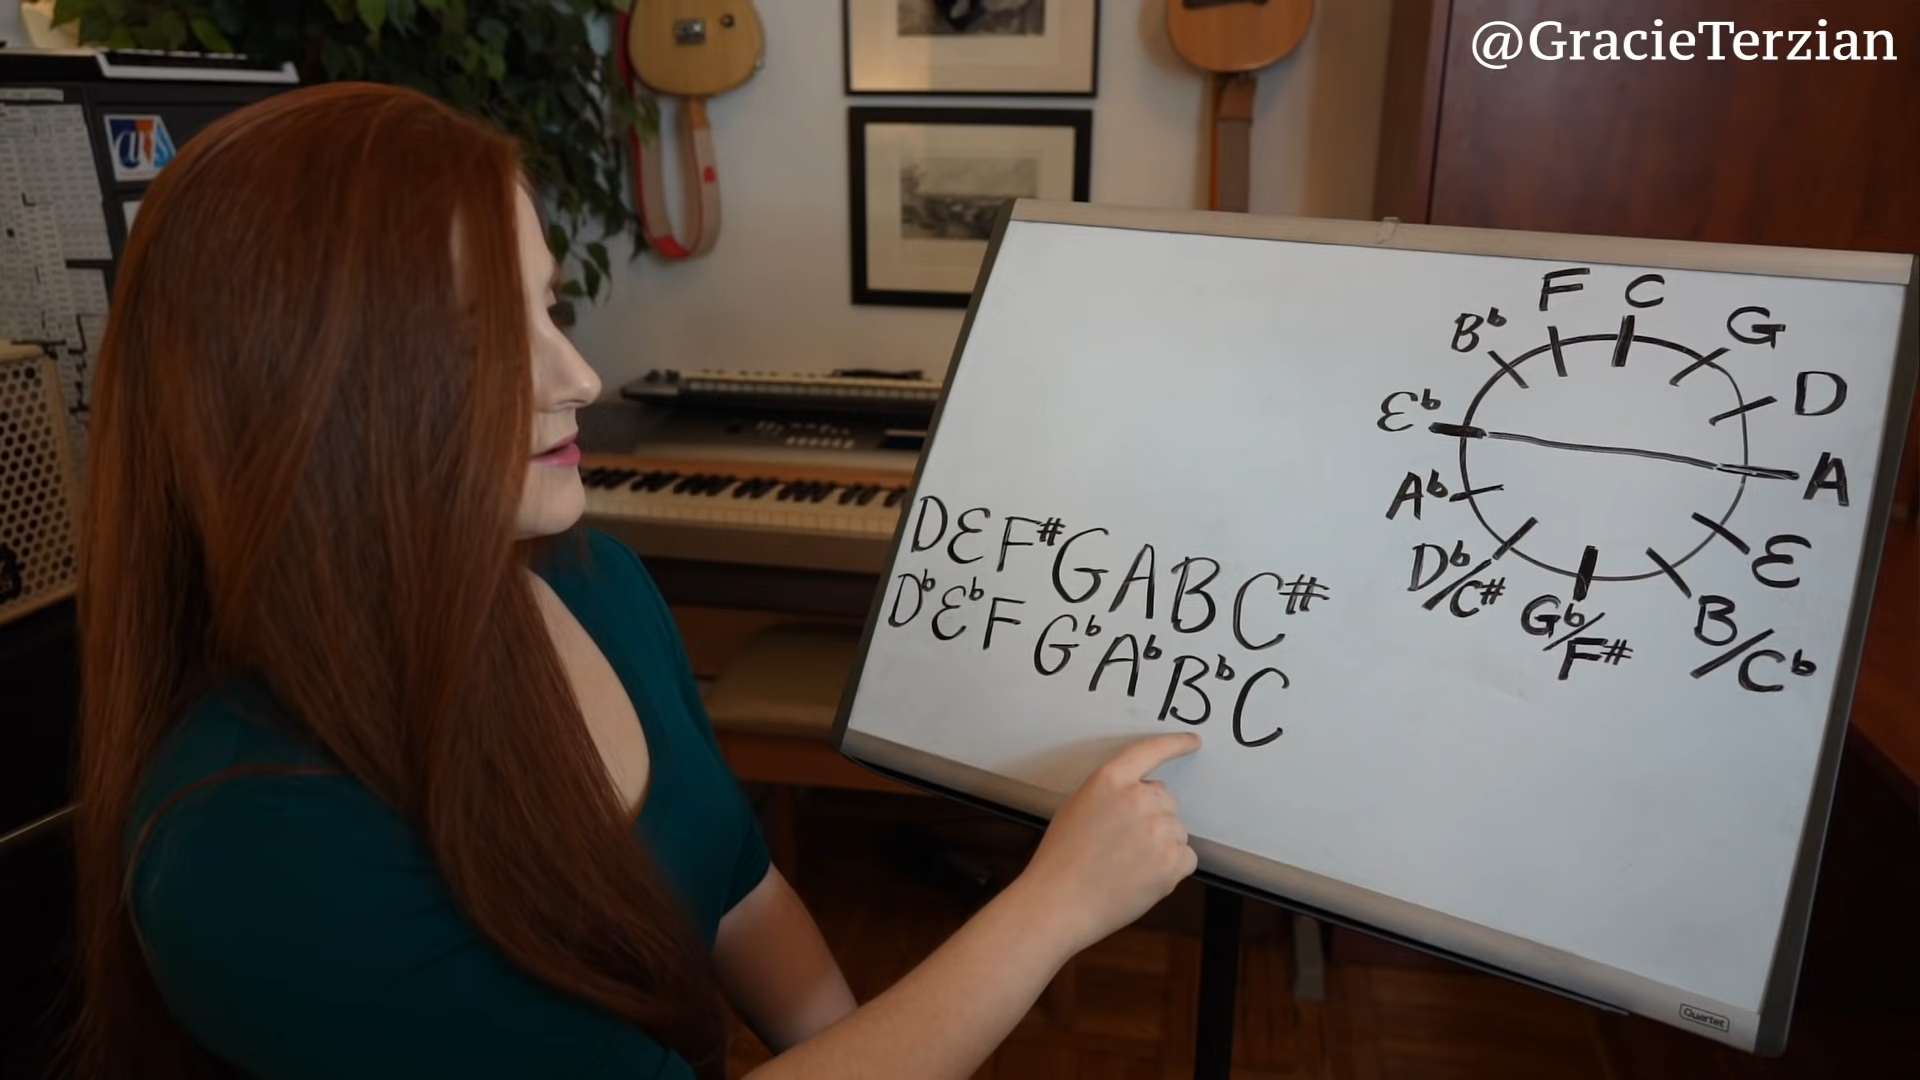 @GracieTerzian
F C
B♭ G
E♭ D
A♭ A
D♭/C# E
G♭/F# B/C♭
D E F# G A B C#
D♭ E♭ F G♭ A♭ B♭ C
Quartet